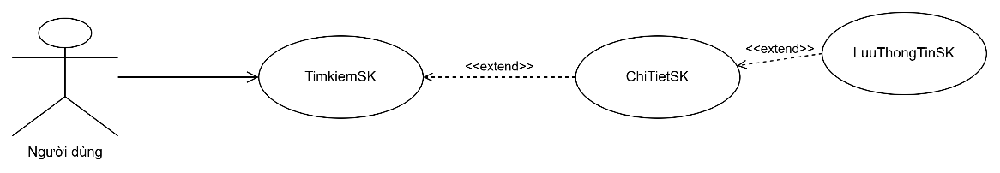 Người dùng
TimkiemSK
<<extend>>
ChiTietSK
<<extend>>
LuuThongTinSK